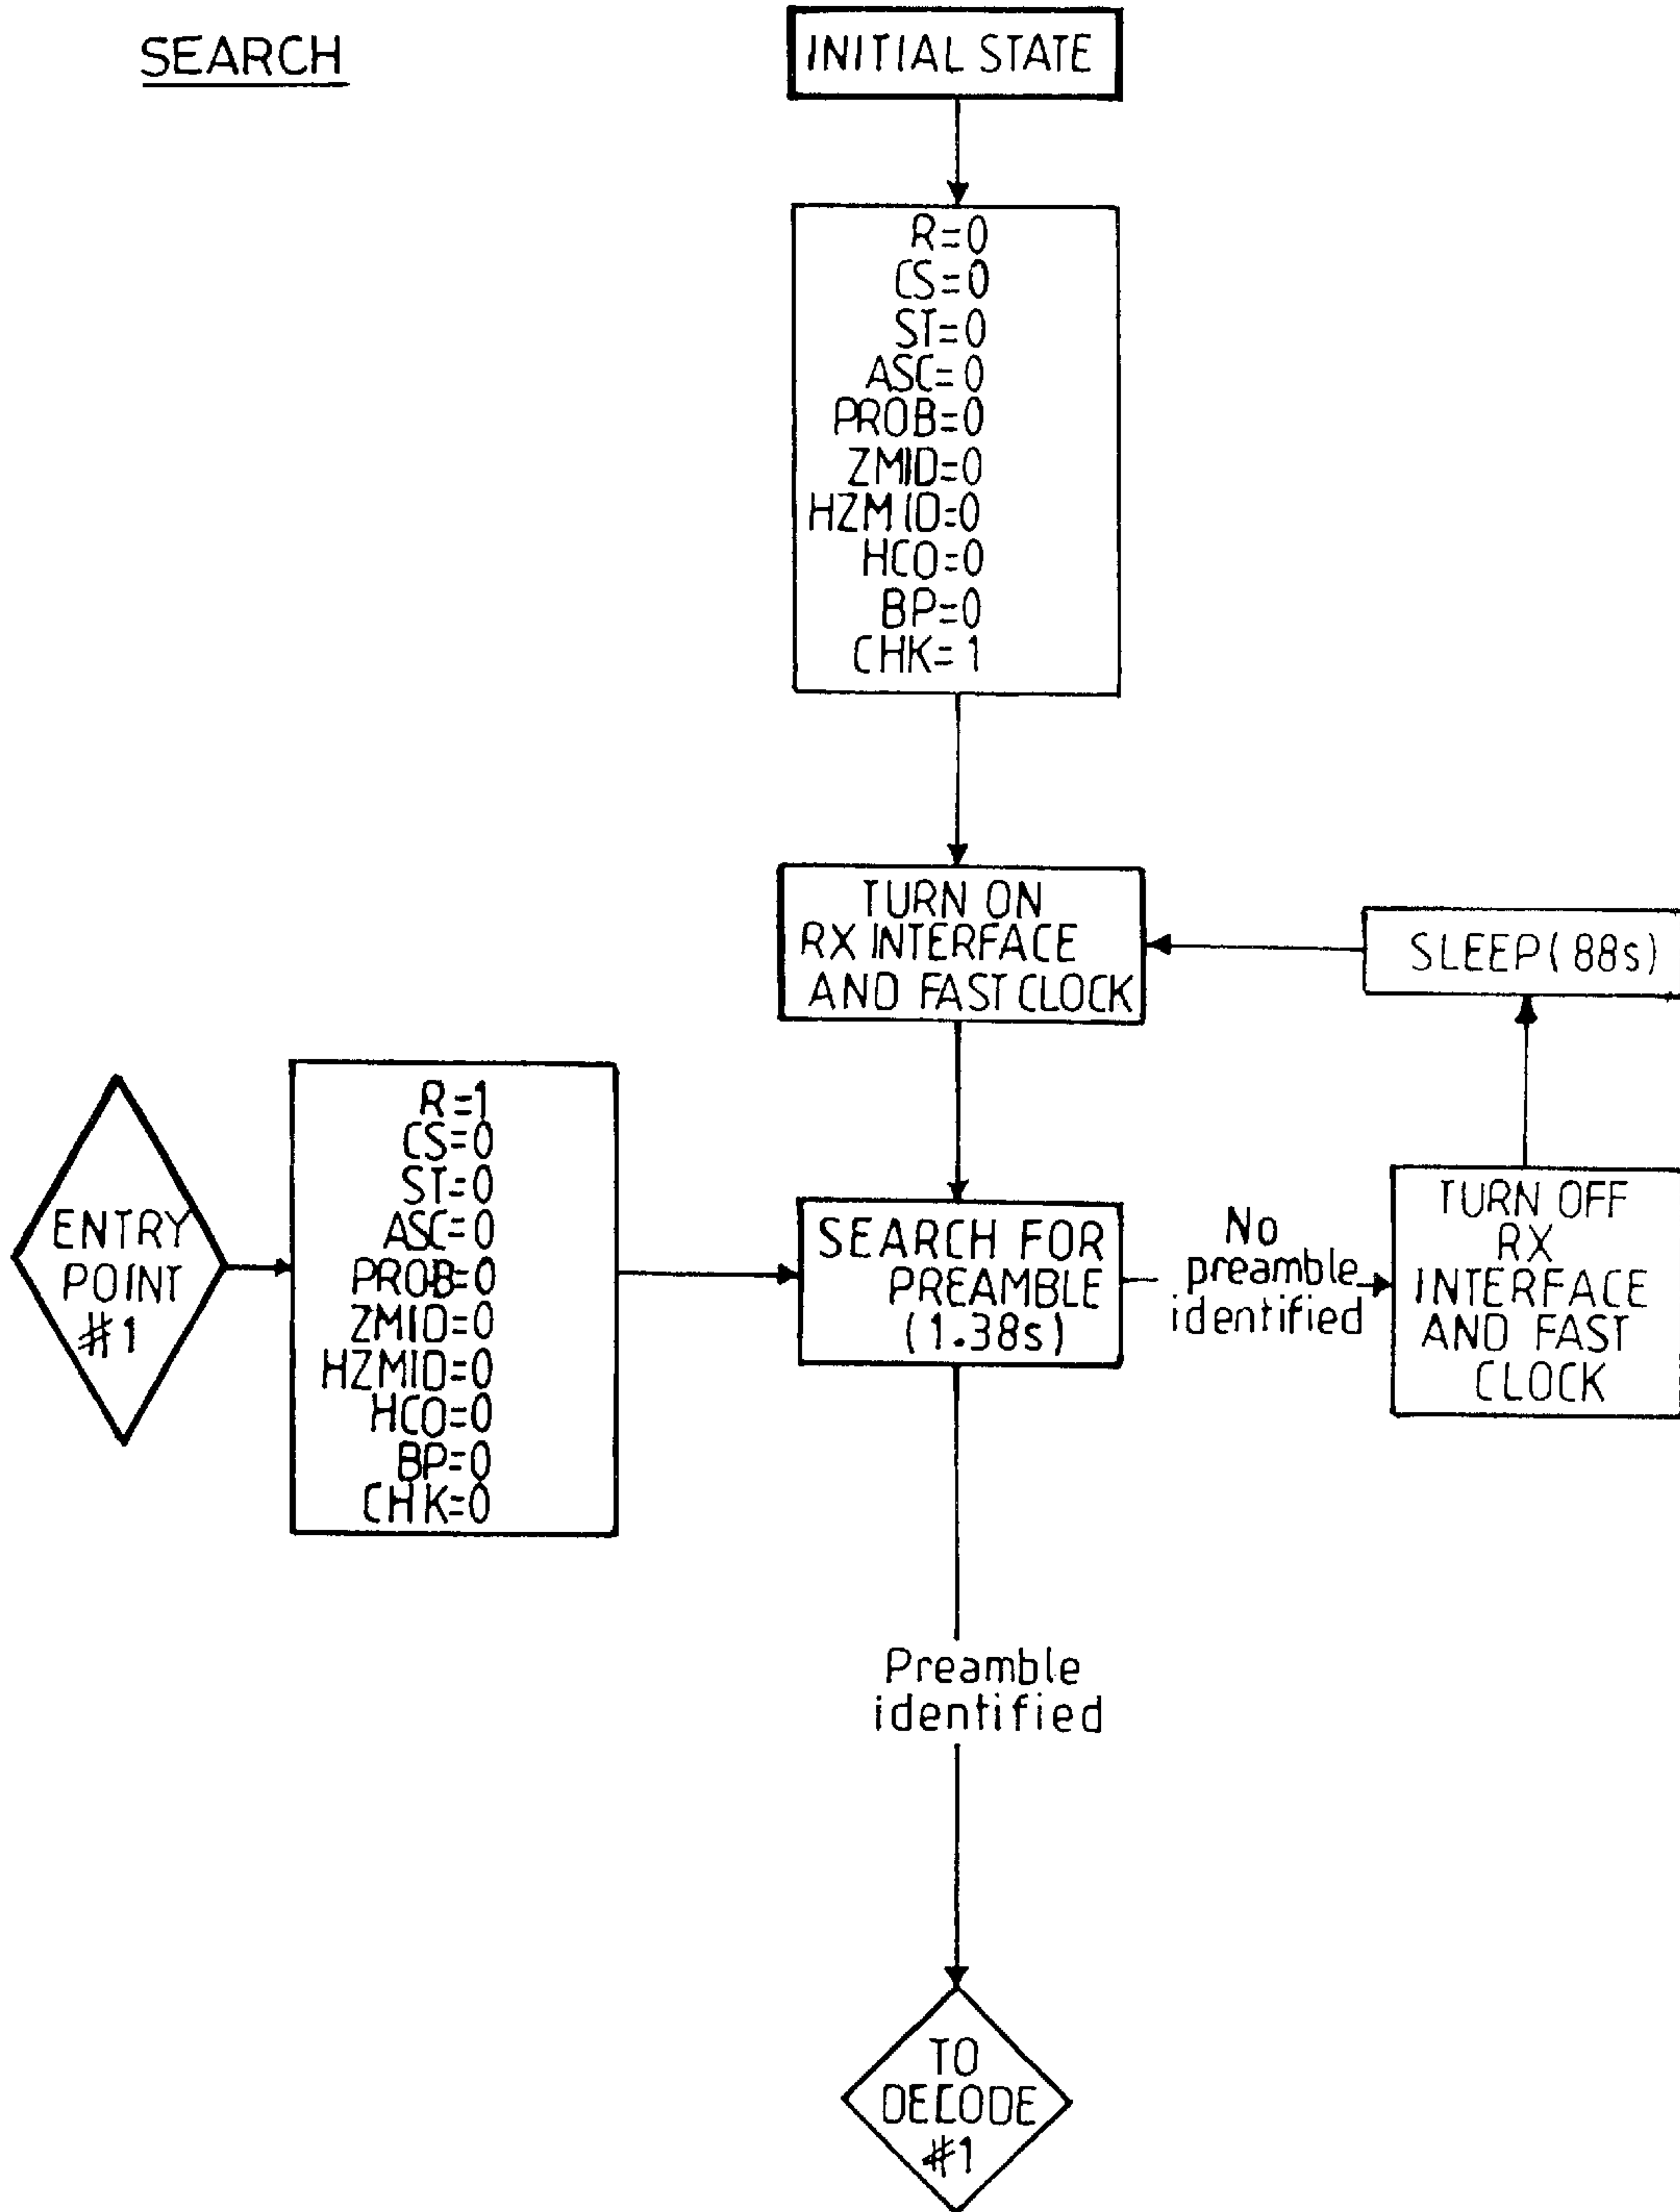 SEARCH
INITIAL STATE
R=0
CS=0
ST=0
ASC=0
PROB=0
ZMID=0
HZMID=0
HCO=0
BP=0
CHK=1
TURN ON
RX INTERFACE
AND FAST CLOCK
SLEEP (88s)
ENTRY
POINT
#1
R=1
CS=0
ST=0
ASC=0
PROB=0
ZMID=0
HZMID=0
HCO=0
BP=0
CHK=0
SEARCH FOR
PREAMBLE
(1.38s)
No
preamble
identified
TURN OFF
RX
INTERFACE
AND FAST
CLOCK
Preamble
identified
TO
DECODE
#1